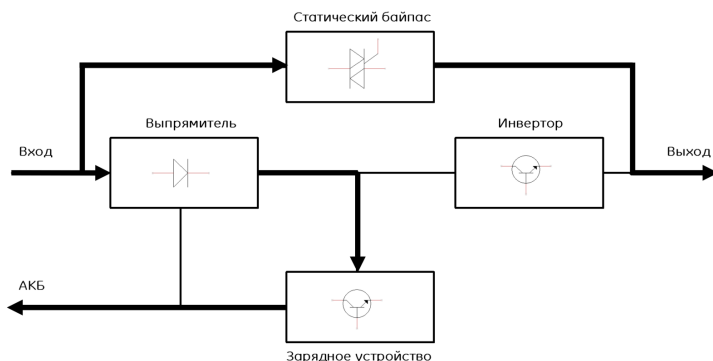 Статический байпас
Выпрямитель
Инвертор
Вход
Выход
АКБ
Зарядное устройство